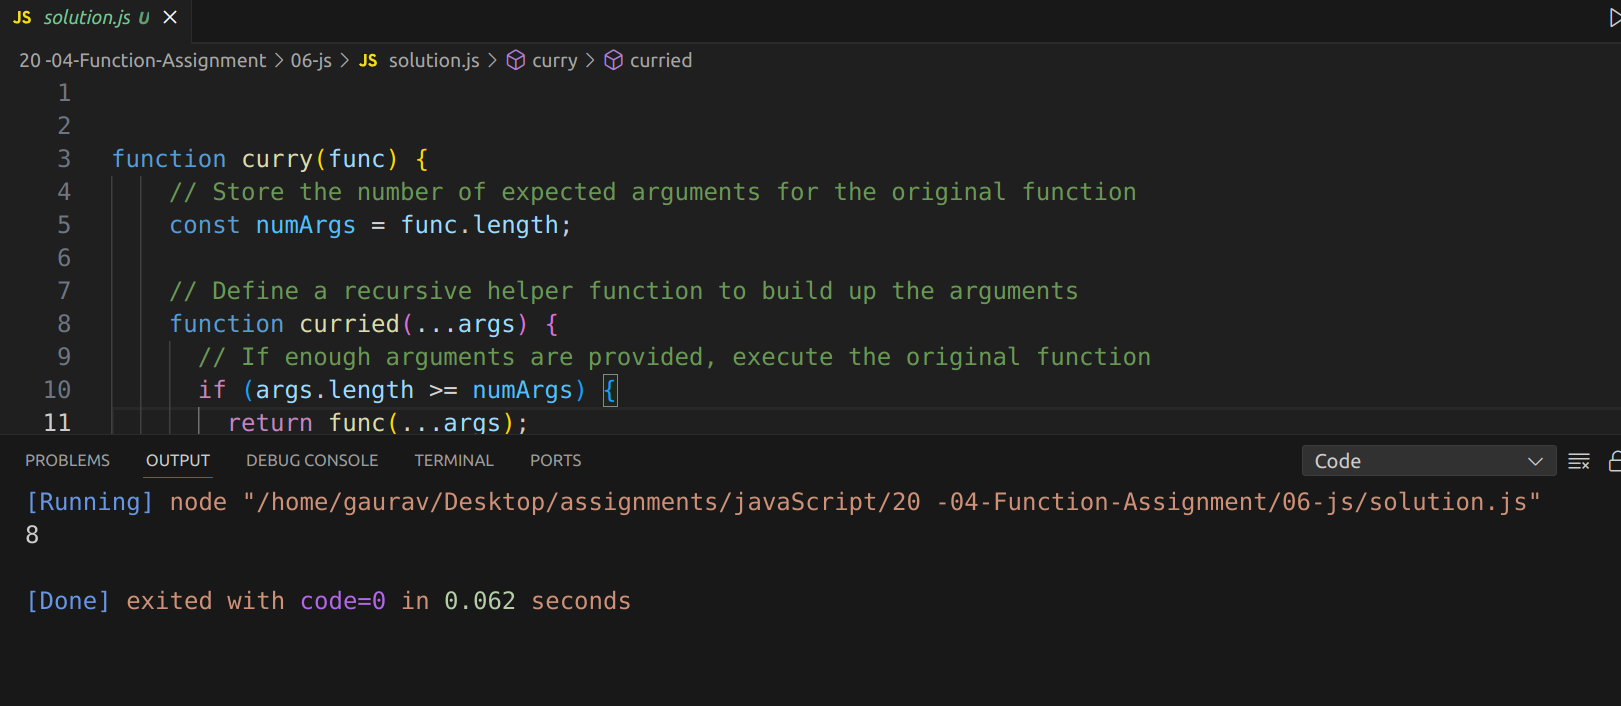 JS solution.js U
20 -04-Function-Assignment > 06-js > JS solution.js > curry > curried
1
2
3 function curry(func) {
4 // Store the number of expected arguments for the original function
5 const numArgs = func.length;
6
7 // Define a recursive helper function to build up the arguments
8 function curried(...args) {
9 // If enough arguments are provided, execute the original function
10 if (args.length >= numArgs) {
11 return func(...args);
PROBLEMS OUTPUT DEBUG CONSOLE TERMINAL PORTS Code
[Running] node "/home/gaurav/Desktop/assignments/javaScript/20 -04-Function-Assignment/06-js/solution.js"
8
[Done] exited with code=0 in 0.062 seconds